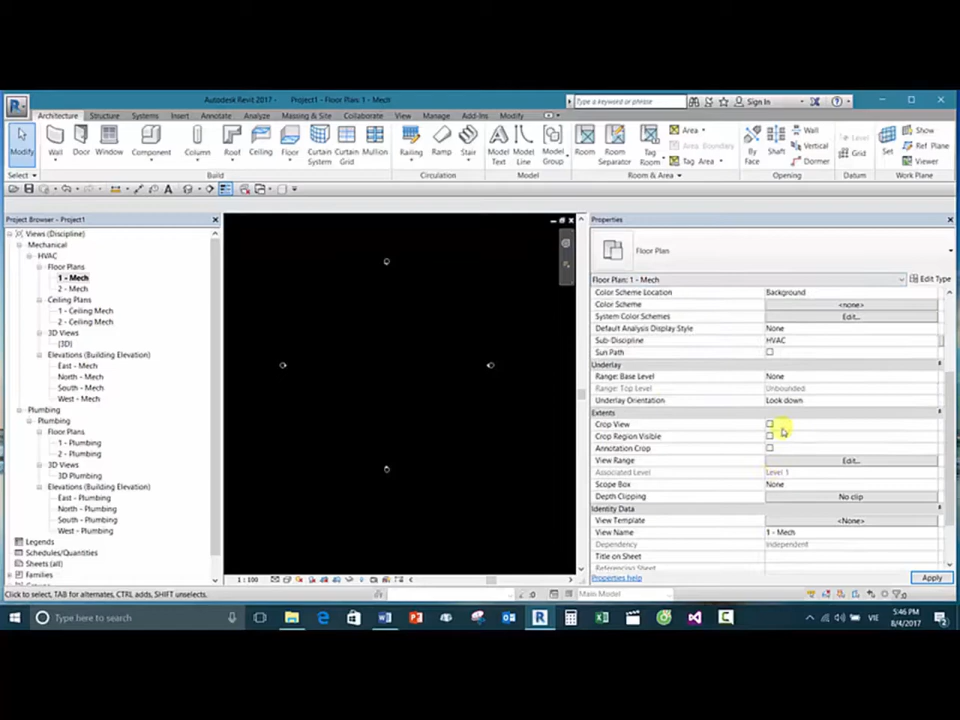 Autodesk Revit 2017 - Project1 - Floor Plan: 1 - Mech
Type a keyword or phrase
Sign In
Architecture Structure Systems Insert Annotate Analyze Massing & Site Collaborate View Manage Add-Ins Modify
Modify Wall Door Window Component Column Roof Ceiling Floor Curtain System Curtain Grid Mullion Railing Ramp Stair Model Text Model Line Model Group Room Room Separator Tag Room Area Area Boundary Tag Area By Face Shaft Wall Vertical Dormer Level Grid Set Show Ref Plane Viewer
Select Build Circulation Model Room & Area Opening Datum Work Plane
Project Browser - Project1
Views (Discipline)
Mechanical
HVAC
Floor Plans
1 - Mech
2 - Mech
Ceiling Plans
1 - Ceiling Mech
2 - Ceiling Mech
3D Views
{3D}
Elevations (Building Elevation)
East - Mech
North - Mech
South - Mech
West - Mech
Plumbing
Plumbing
Floor Plans
1 - Plumbing
2 - Plumbing
3D Views
3D Plumbing
Elevations (Building Elevation)
East - Plumbing
North - Plumbing
South - Plumbing
West - Plumbing
Legends
Schedules/Quantities
Sheets (all)
Families
1 : 100
Properties
Floor Plan
Floor Plan: 1 - Mech
Edit Type
Color Scheme Location Background
Color Scheme <none>
System Color Schemes Edit...
Default Analysis Display Style None
Sub-Discipline HVAC
Sun Path
Underlay
Range: Base Level None
Range: Top Level Unbounded
Underlay Orientation Look down
Extents
Crop View
Crop Region Visible
Annotation Crop
View Range Edit...
Associated Level Level 1
Scope Box None
Depth Clipping No clip
Identity Data
View Template <None>
View Name 1 - Mech
Dependency Independent
Title on Sheet
Referencing Sheet
Properties help Apply
Click to select, TAB for alternates, CTRL adds, SHIFT unselects.
:0
Main Model
:0
Type here to search
VIE
5:46 PM
8/4/2017